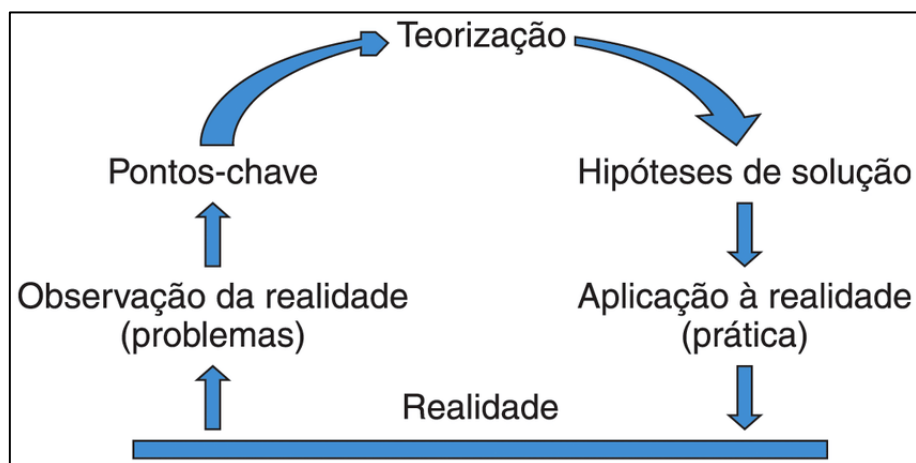 Teorização
Pontos-chave
Hipóteses de solução
Observação da realidade
(problemas)
Aplicação à realidade
(prática)
Realidade